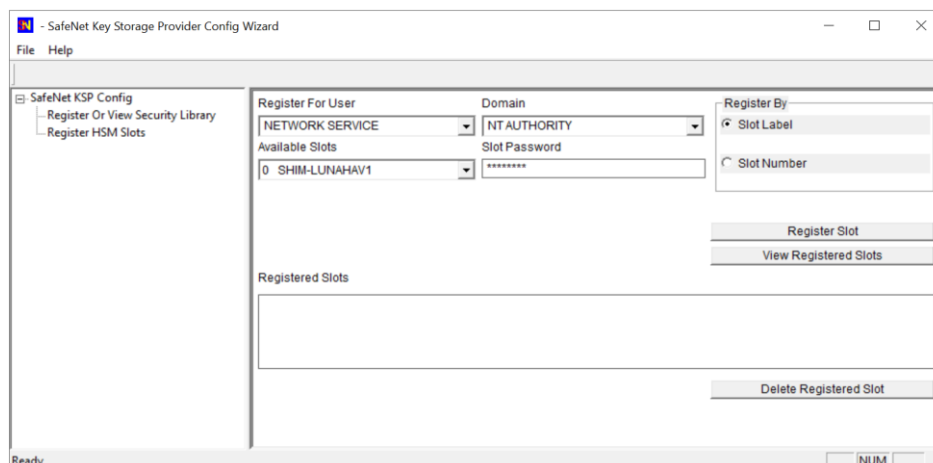 - SafeNet Key Storage Provider Config Wizard
File Help
SafeNet KSP Config
Register Or View Security Library
Register HSM Slots
Register For User
Domain
Register By
NETWORK SERVICE
NT AUTHORITY
Slot Label
Available Slots
Slot Password
0 SHIM-LUNAHAV1
********
Slot Number
Register Slot
View Registered Slots
Registered Slots
Delete Registered Slot
Ready
NUM